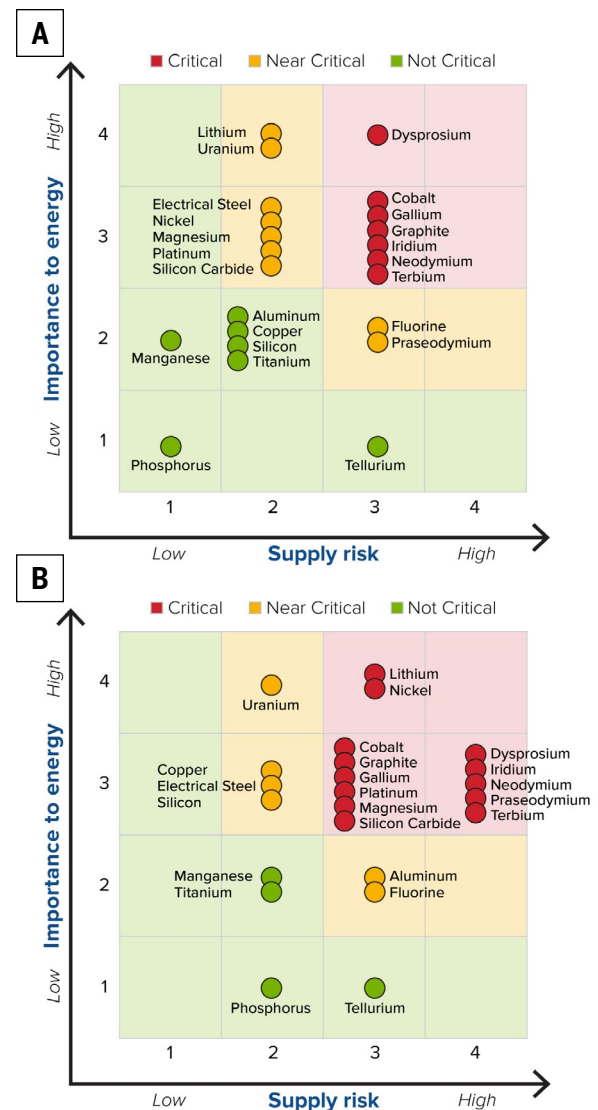 A
Critical Near Critical Not Critical
High
Importance to energy
Low
4
3
2
1
Lithium
Uranium
Dysprosium
Electrical Steel
Nickel
Magnesium
Platinum
Silicon Carbide
Cobalt
Gallium
Graphite
Iridium
Neodymium
Terbium
Manganese
Aluminum
Copper
Silicon
Titanium
Fluorine
Praseodymium
Phosphorus
Tellurium
1 2 3 4
Low Supply risk High
B
Critical Near Critical Not Critical
High
Importance to energy
Low
4
3
2
1
Uranium
Lithium
Nickel
Copper
Electrical Steel
Silicon
Cobalt
Graphite
Gallium
Platinum
Magnesium
Silicon Carbide
Dysprosium
Iridium
Neodymium
Praseodymium
Terbium
Manganese
Titanium
Aluminum
Fluorine
Phosphorus
Tellurium
1 2 3 4
Low Supply risk High